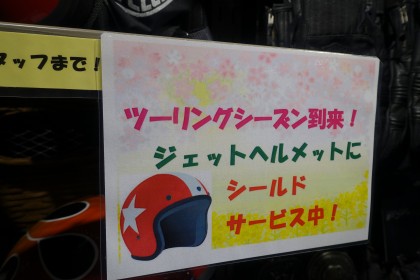 タッフまで!
ツーリングシーズン到来!
ジェットヘルメットに
シールド
サービス中!